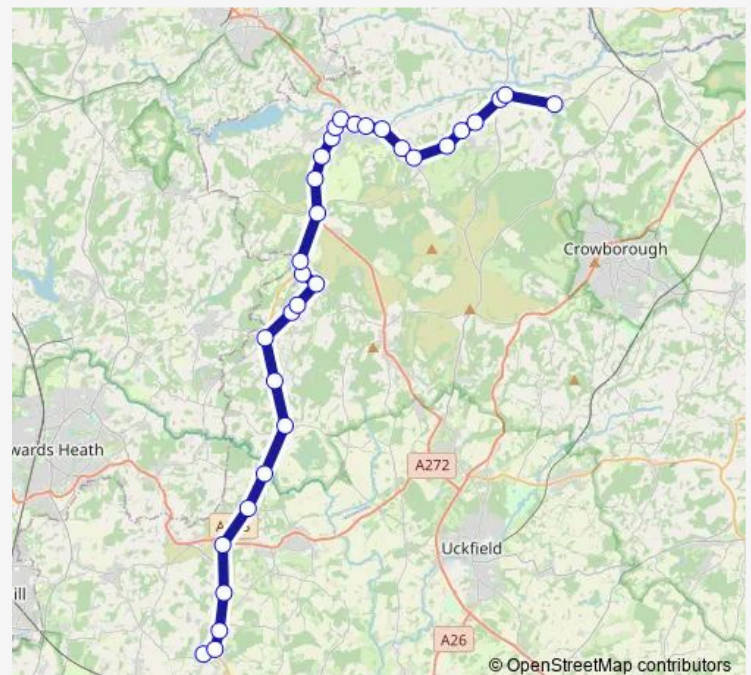 Crowborough
wards Heath
A272
Uckfield
ill
A26
© OpenStreetMap contributors